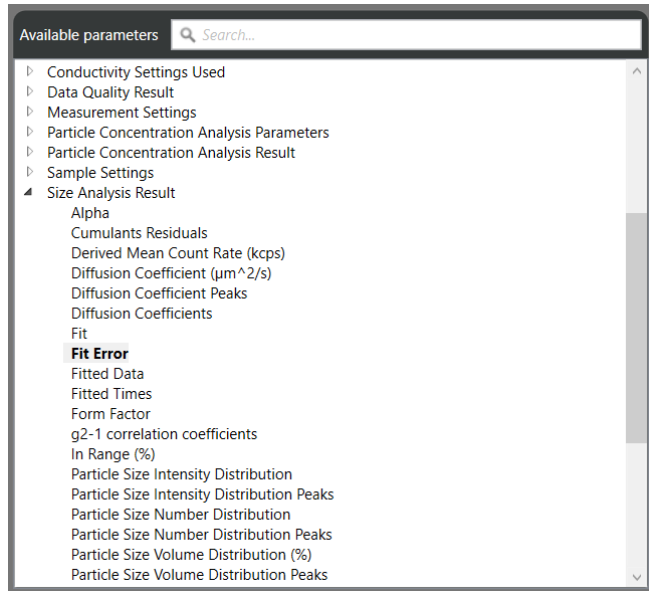 Available parameters Search...
Conductivity Settings Used
Data Quality Result
Measurement Settings
Particle Concentration Analysis Parameters
Particle Concentration Analysis Result
Sample Settings
Size Analysis Result
Alpha
Cumulants Residuals
Derived Mean Count Rate (kcps)
Diffusion Coefficient (µm^2/s)
Diffusion Coefficient Peaks
Diffusion Coefficients
Fit
Fit Error
Fitted Data
Fitted Times
Form Factor
g2-1 correlation coefficients
In Range (%)
Particle Size Intensity Distribution
Particle Size Intensity Distribution Peaks
Particle Size Number Distribution
Particle Size Number Distribution Peaks
Particle Size Volume Distribution (%)
Particle Size Volume Distribution Peaks